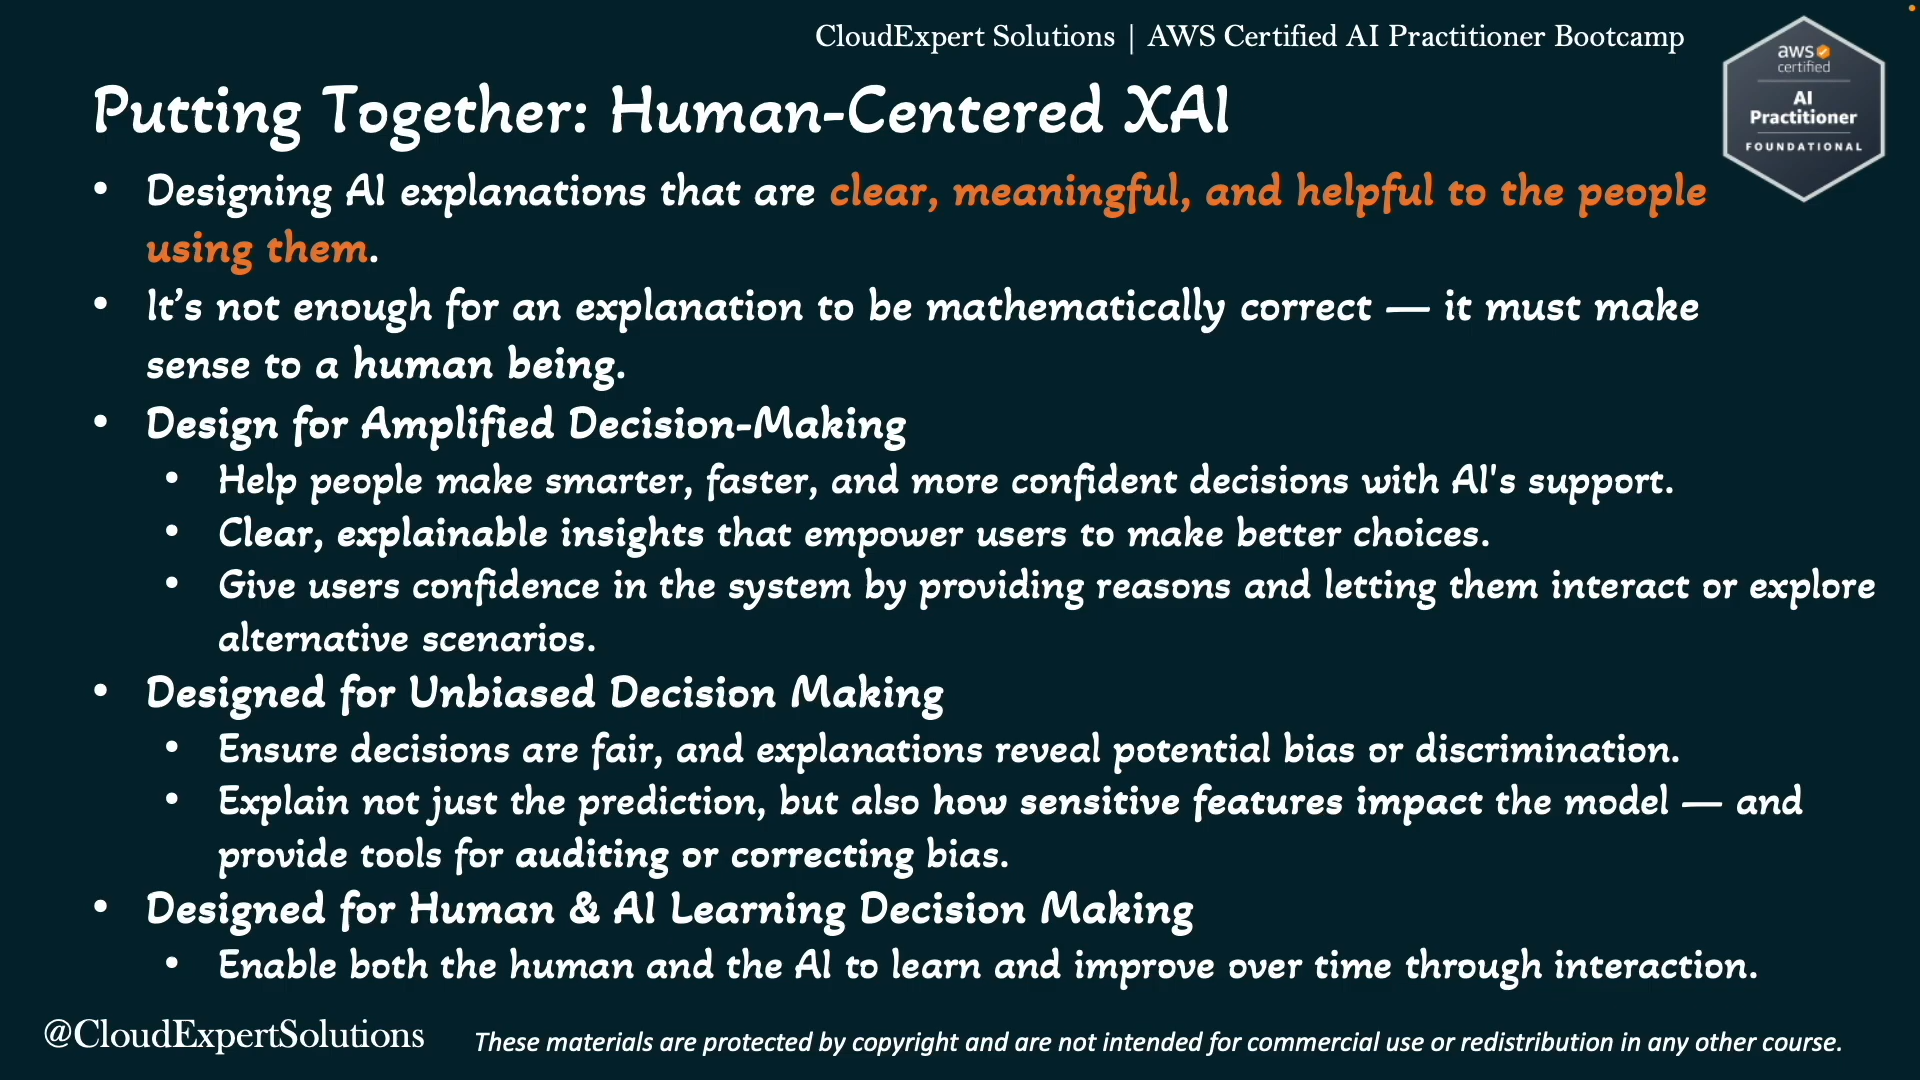 CloudExpert Solutions | AWS Certified AI Practitioner Bootcamp
aws
certified
AI
Practitioner
FOUNDATIONAL
Putting Together: Human-Centered XAI
• Designing AI explanations that are clear, meaningful, and helpful to the people
using them.
• It’s not enough for an explanation to be mathematically correct — it must make
sense to a human being.
• Design for Amplified Decision-Making
• Help people make smarter, faster, and more confident decisions with AI's support.
• Clear, explainable insights that empower users to make better choices.
• Give users confidence in the system by providing reasons and letting them interact or explore
alternative scenarios.
• Designed for Unbiased Decision Making
• Ensure decisions are fair, and explanations reveal potential bias or discrimination.
• Explain not just the prediction, but also how sensitive features impact the model — and
provide tools for auditing or correcting bias.
• Designed for Human & AI Learning Decision Making
• Enable both the human and the AI to learn and improve over time through interaction.
@CloudExpertSolutions
These materials are protected by copyright and are not intended for commercial use or redistribution in any other course.